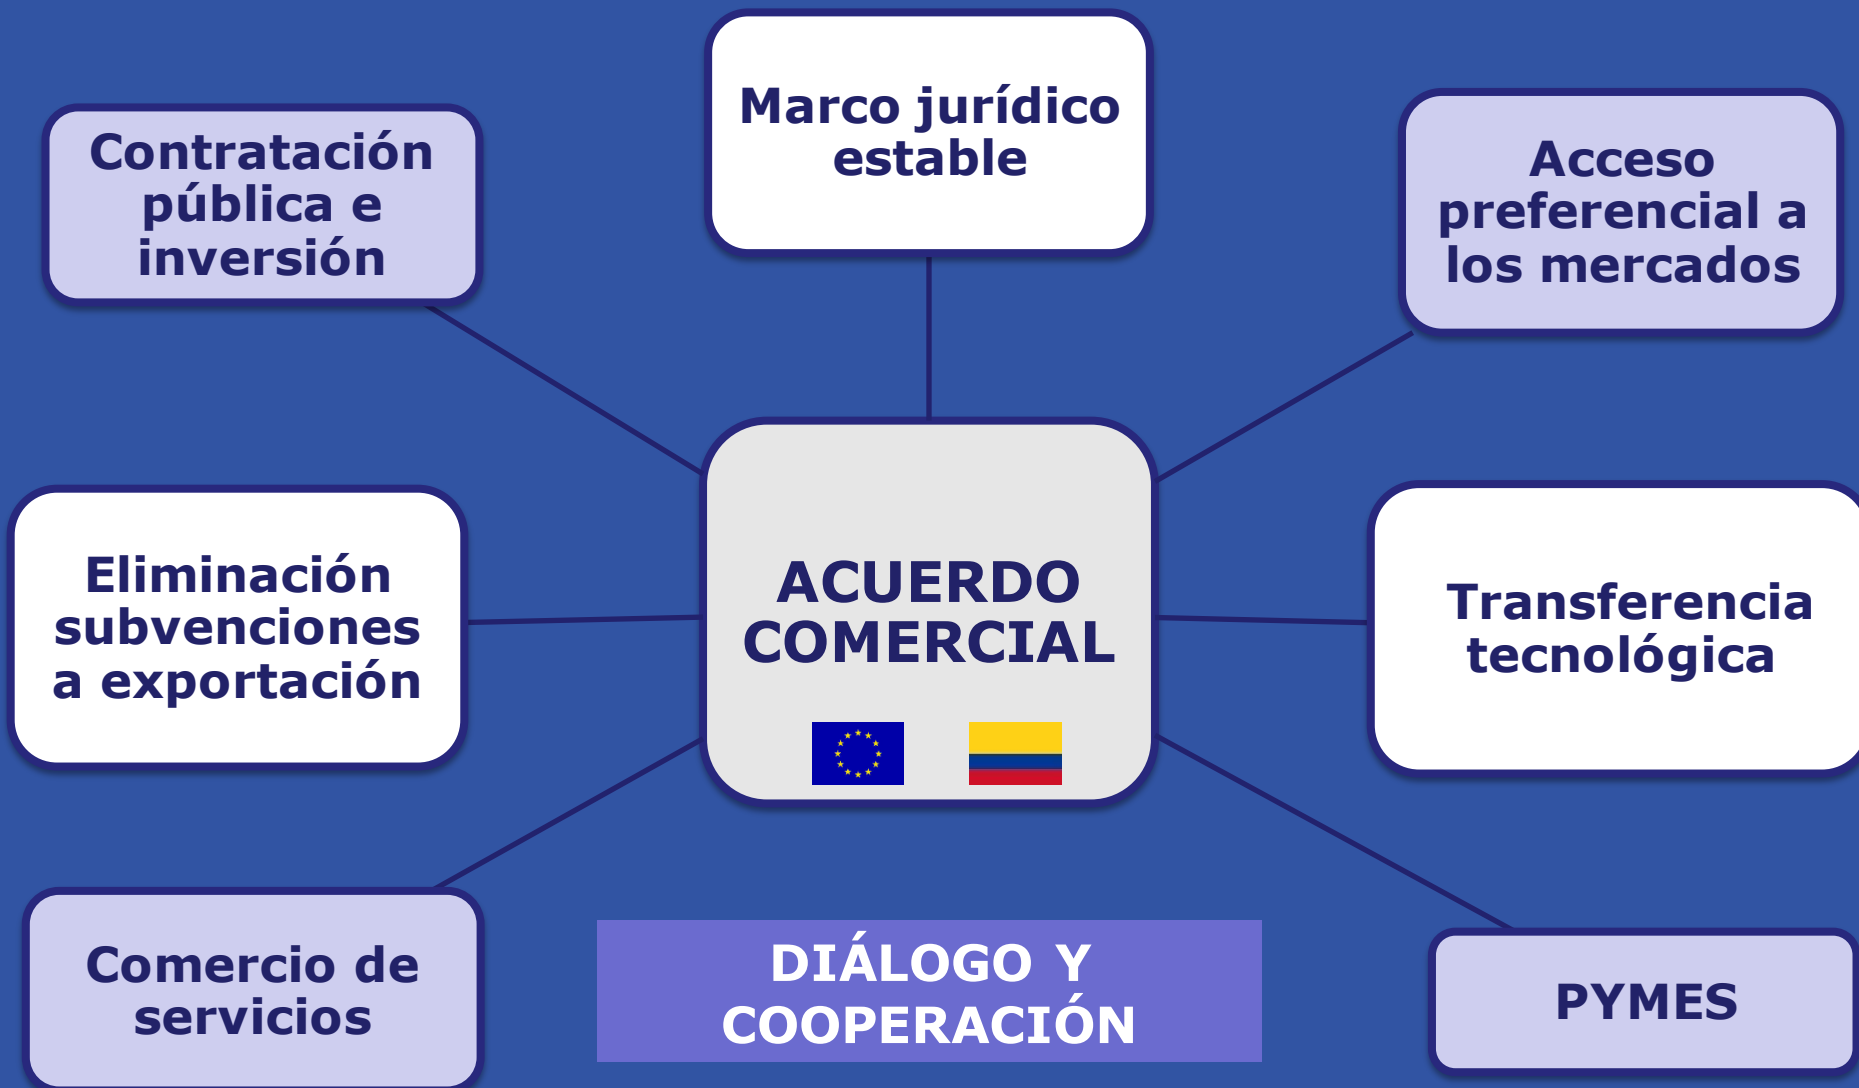 Marco jurídico
estable
Contratación
pública e
inversión
Acceso
preferencial a
los mercados
Eliminación
subvenciones
a exportación
ACUERDO
COMERCIAL
Transferencia
tecnológica
Comercio de
servicios
DIÁLOGO Y
COOPERACIÓN
PYMES